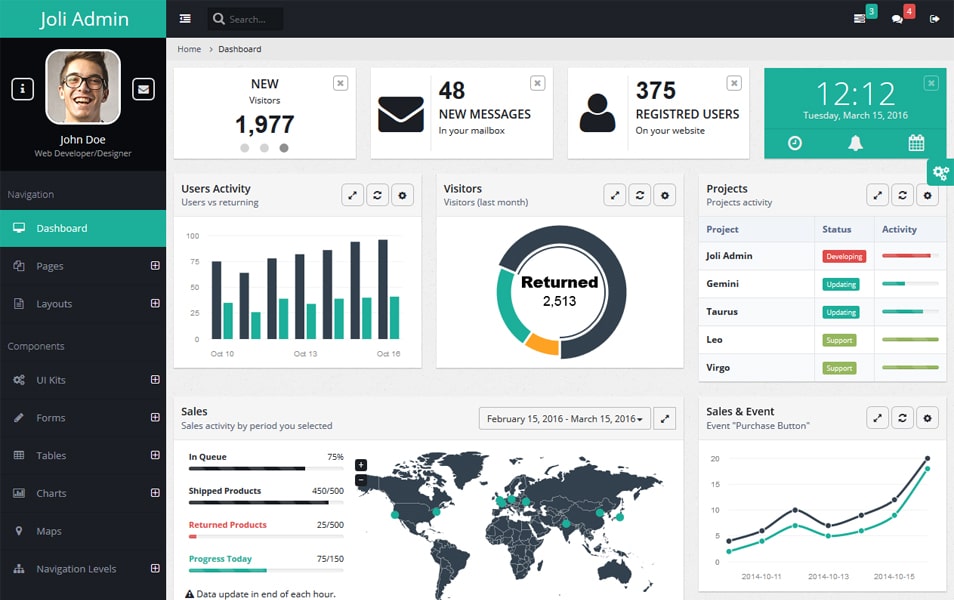 Joli Admin
Search...
3
4
John Doe
Web Developer/Designer
Navigation
Dashboard
Pages
Layouts
Components
UI Kits
Forms
Tables
Charts
Maps
Navigation Levels
Home > Dashboard
NEW
Visitors
1,977
48
NEW MESSAGES
In your mailbox
375
REGISTRED USERS
On your website
12:12
Tuesday, March 15, 2016
Users Activity
Users vs returning
100
75
50
25
0
Oct 10 Oct 13 Oct 16
Visitors
Visitors (last month)
Returned
2,513
Projects
Projects activity
Project Status Activity
Joli Admin Developing
Gemini Updating
Taurus Updating
Leo Support
Virgo Support
Sales
Sales activity by period you selected
February 15, 2016 - March 15, 2016
In Queue 75%
Shipped Products 450/500
Returned Products 25/500
Progress Today 75/150
Data update in end of each hour.
+
−
Sales & Event
Event "Purchase Button"
20
15
10
5
0
2014-10-11 2014-10-13 2014-10-15